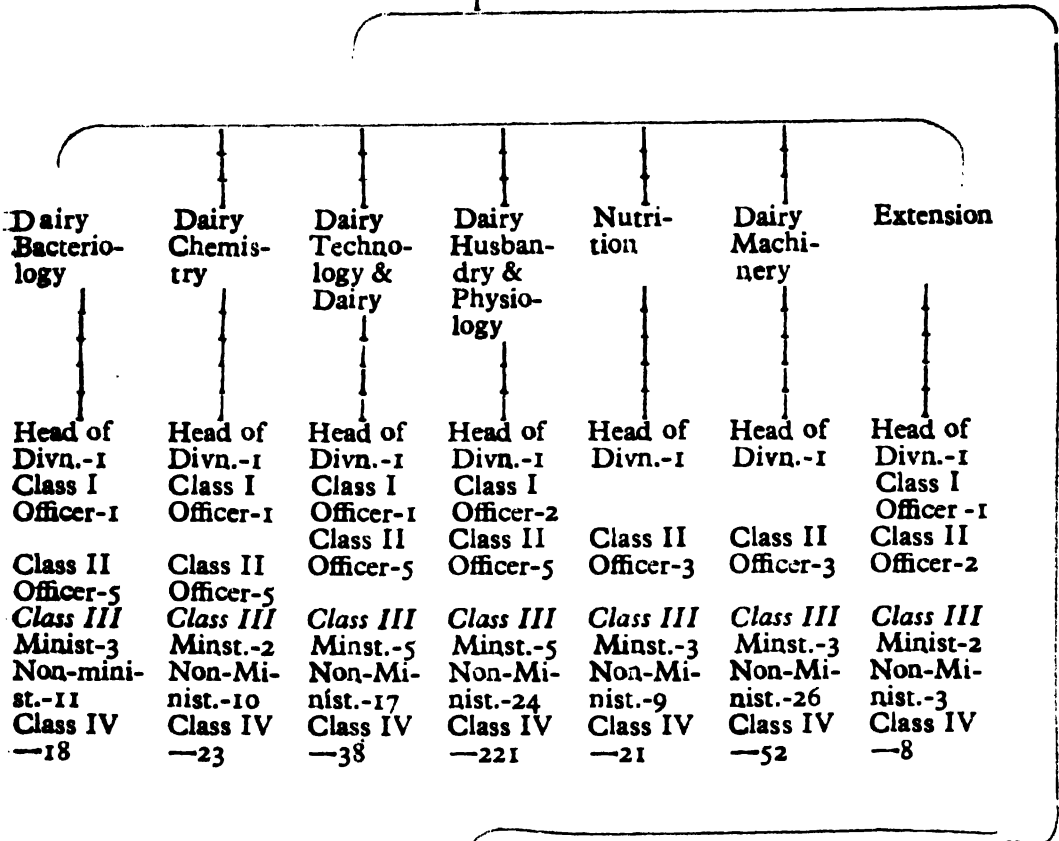 Dairy
Bacterio-
logy
Dairy
Chemis-
try
Dairy
Techno-
logy &
Dairy
Dairy
Husban-
dry &
Physio-
logy
Nutri-
tion
Dairy
Machi-
nery
Extension
Head of
Divn.-1
Class I
Officer-1
Class II
Officer-5
Class III
Minist-3
Non-mini-
st.-11
Class IV
—18
Head of
Divn.-1
Class I
Officer-1
Class II
Officer-5
Class III
Minst.-2
Non-Mi-
nist.-10
Class IV
—23
Head of
Divn.-1
Class I
Officer-1
Class II
Officer-5
Class III
Minst.-5
Non-Mi-
nist.-17
Class IV
—38
Head of
Divn.-1
Class I
Officer-2
Class II
Officer-5
Class III
Minst.-5
Non-Mi-
nist.-24
Class IV
—221
Head of
Divn.-1
Class II
Officer-3
Class III
Minst.-3
Non-Mi-
nist.-9
Class IV
—21
Head of
Divn.-1
Class II
Officer-3
Class III
Minst.-3
Non-Mi-
nist.-26
Class IV
—52
Head of
Divn.-1
Class I
Officer -1
Class II
Officer-2
Class III
Minist-2
Non-Mi-
nist.-3
Class IV
—8